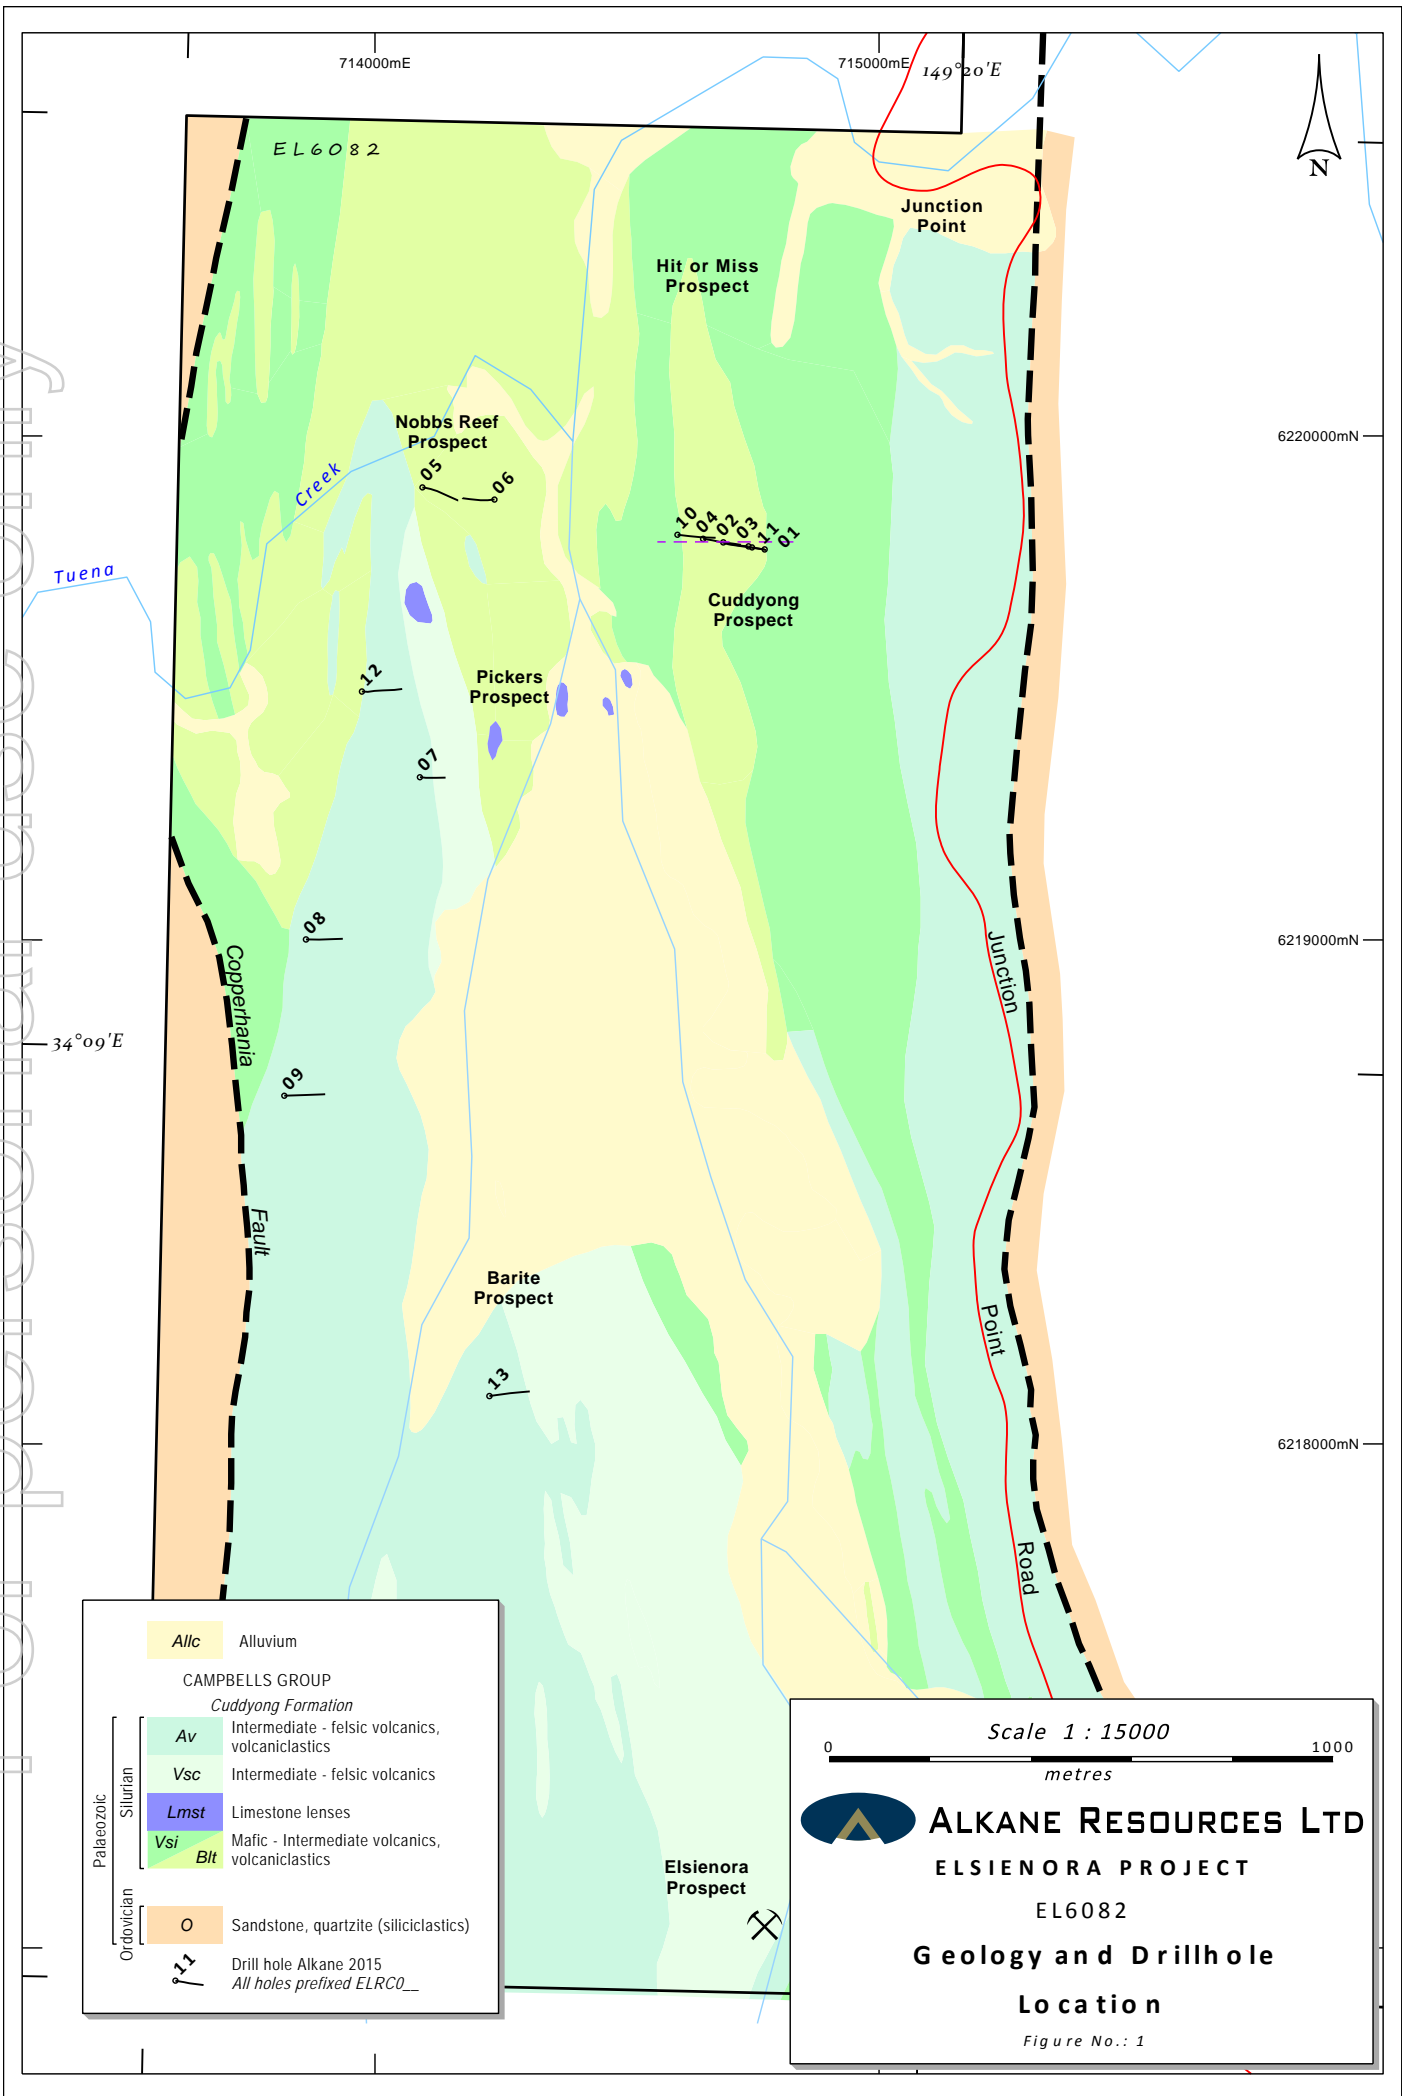 714000mE
715000mE
149°20'E
EL6082
N
Junction
Point
Hit or Miss
Prospect
Nobbs Reef
Prospect
6220000mN
05
06
Creek
10
04
02
03
11
01
Tuena
Cuddyong
Prospect
12
Pickers
Prospect
07
08
6219000mN
Copperhania
Junction
34°09'E
09
Fault
Barite
Prospect
Point
13
6218000mN
Road
Allc Alluvium
CAMPBELLS GROUP
Cuddyong Formation
Av Intermediate - felsic volcanics,
volcaniclastics
Vsc Intermediate - felsic volcanics
Lmst Limestone lenses
Vsi Blt Mafic - Intermediate volcanics,
volcaniclastics
O Sandstone, quartzite (siliciclastics)
Palaeozoic
Silurian
Ordovician
11 Drill hole Alkane 2015
All holes prefixed ELRC0__
Elsienora
Prospect
Scale 1 : 15000
0 1000
metres
ALKANE RESOURCES LTD
ELSIENORA PROJECT
EL6082
Geology and Drillhole
Location
Figure No.: 1
For personal use only